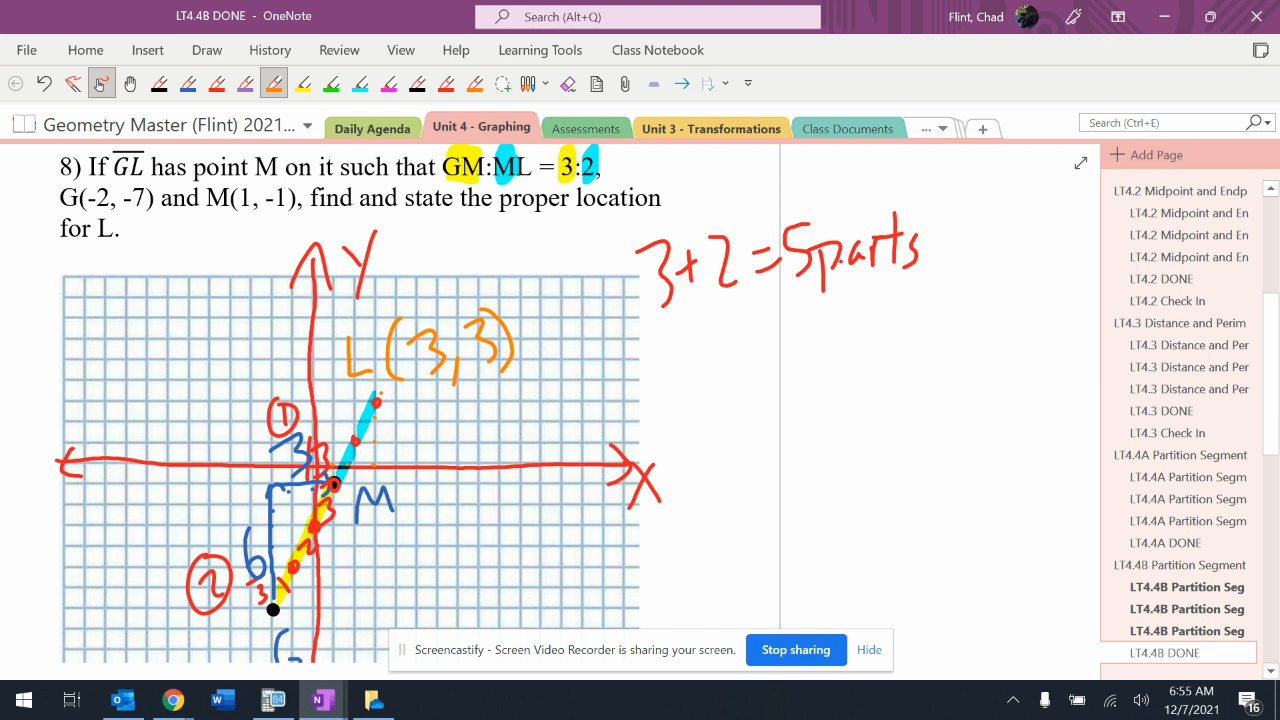 LT4.4B DONE - OneNote
Search (Alt+Q)
Flint, Chad
File Home Insert Draw History Review View Help Learning Tools Class Notebook
Geometry Master (Flint) 2021...
Daily Agenda
Unit 4 - Graphing
Assessments
Unit 3 - Transformations
Class Documents
...
Search (Ctrl+E)
8) If GL has point M on it such that GM:ML = 3:2,
G(-2, -7) and M(1, -1), find and state the proper location
for L.
3+2=5parts
Y
L(3,3)
1
3
X
M
6
2
3
1
2
3
Screencastify - Screen Video Recorder is sharing your screen.
Stop sharing
Hide
Add Page
LT4.2 Midpoint and Endp
LT4.2 Midpoint and En
LT4.2 Midpoint and En
LT4.2 Midpoint and En
LT4.2 DONE
LT4.2 Check In
LT4.3 Distance and Perim
LT4.3 Distance and Per
LT4.3 Distance and Per
LT4.3 Distance and Per
LT4.3 DONE
LT4.3 Check In
LT4.4A Partition Segment
LT4.4A Partition Segm
LT4.4A Partition Segm
LT4.4A Partition Segm
LT4.4A DONE
LT4.4B Partition Segment
LT4.4B Partition Seg
LT4.4B Partition Seg
LT4.4B Partition Seg
LT4.4B DONE
6:55 AM
12/7/2021
16